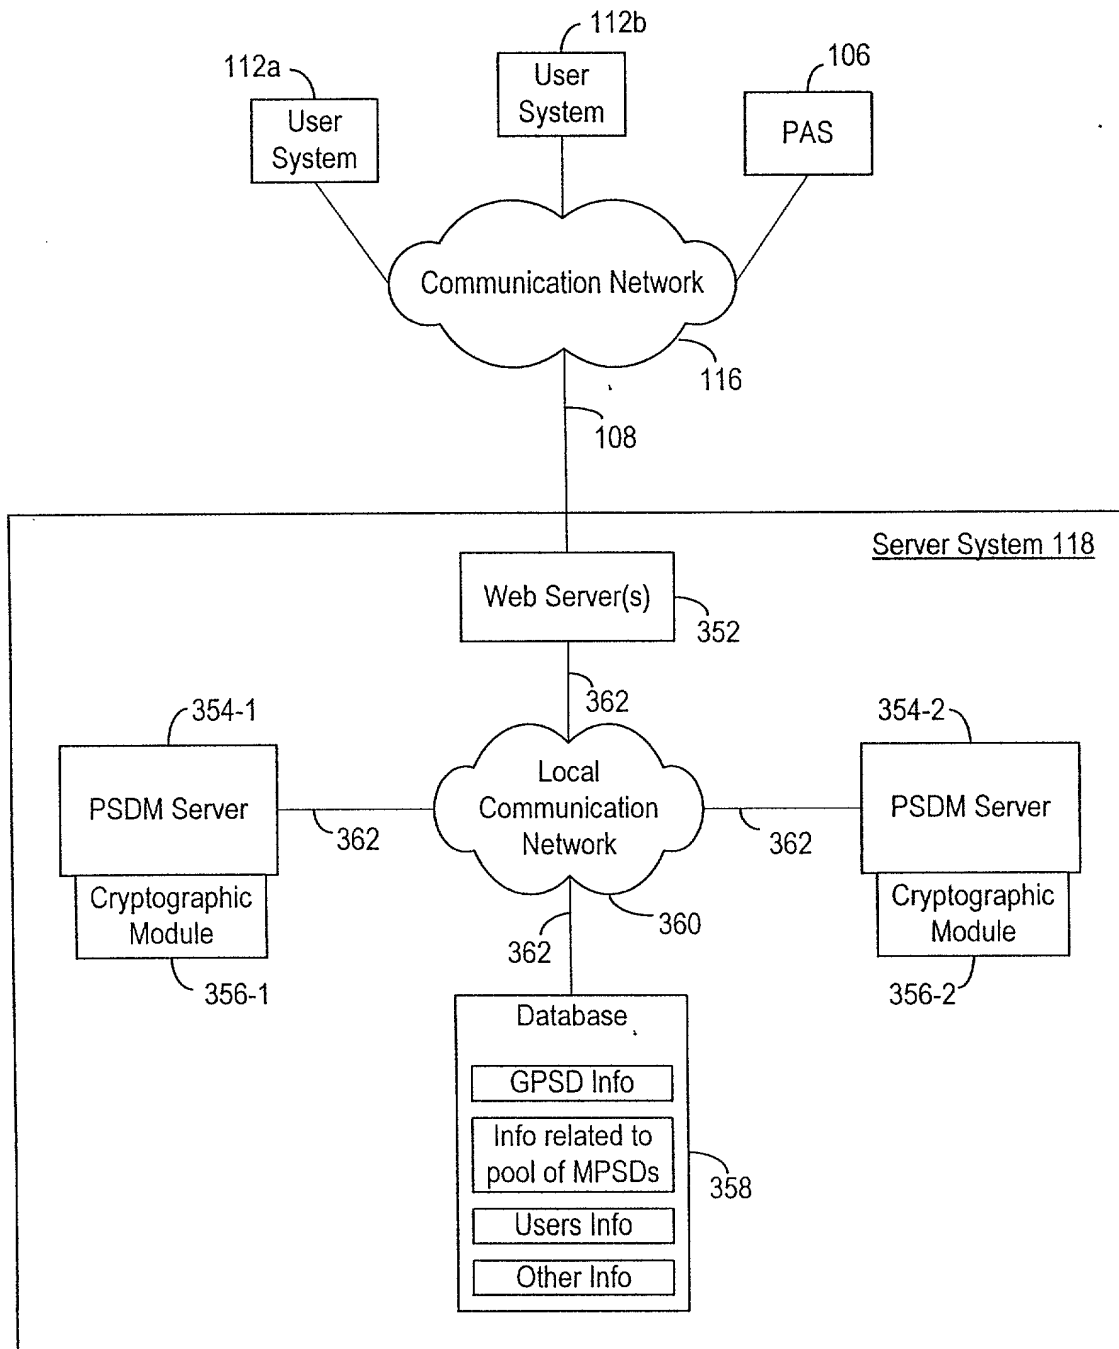 112b
112a
106
User
System
User
System
PAS
Communication Network
116
108
Server System 118
Web Server(s)
352
362
354-1
354-2
PSDM Server
Local
Communication
Network
PSDM Server
362
362
Cryptographic
Module
360
Cryptographic
Module
362
356-1
356-2
Database
GPSD Info
Info related to
pool of MPSDs
358
Users Info
Other Info